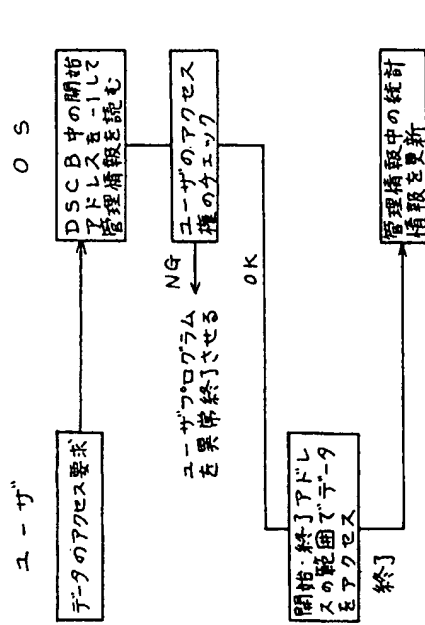 ユーザ
OS
データのアクセス要求
DSCB中の開始
アドレスを-1して
管理情報を読む
ユーザのアクセス
権のチェック
NG
ユーザプログラム
を異常終了させる
OK
開始・終了アドレ
スの範囲でデータ
をアクセス
終了
管理情報中の統計
情報を更新